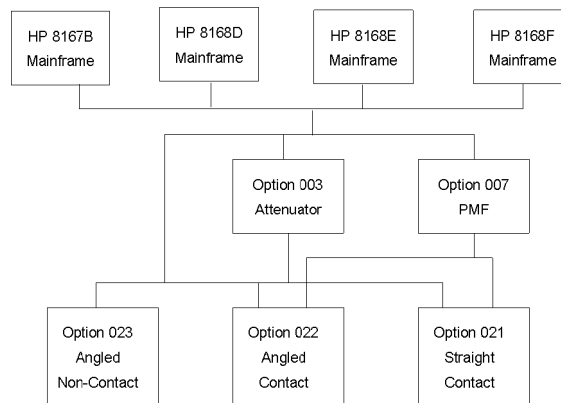 HP 8167B
Mainframe
HP 8168D
Mainframe
HP 8168E
Mainframe
HP 8168F
Mainframe
Option 003
Attenuator
Option 007
PMF
Option 023
Angled
Non-Contact
Option 022
Angled
Contact
Option 021
Straight
Contact